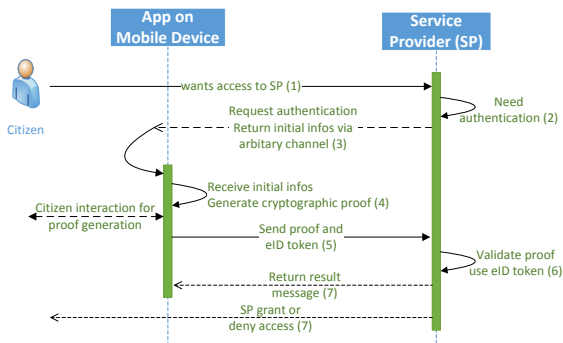 App on
Mobile Device
Service
Provider (SP)
Citizen
wants access to SP (1)
Need
authentication (2)
Request authentication
Return initial infos via
arbitary channel (3)
Receive initial infos
Generate cryptographic proof (4)
Citizen interaction for
proof generation
Send proof and
eID token (5)
Validate proof
use eID token (6)
Return result
message (7)
SP grant or
deny access (7)